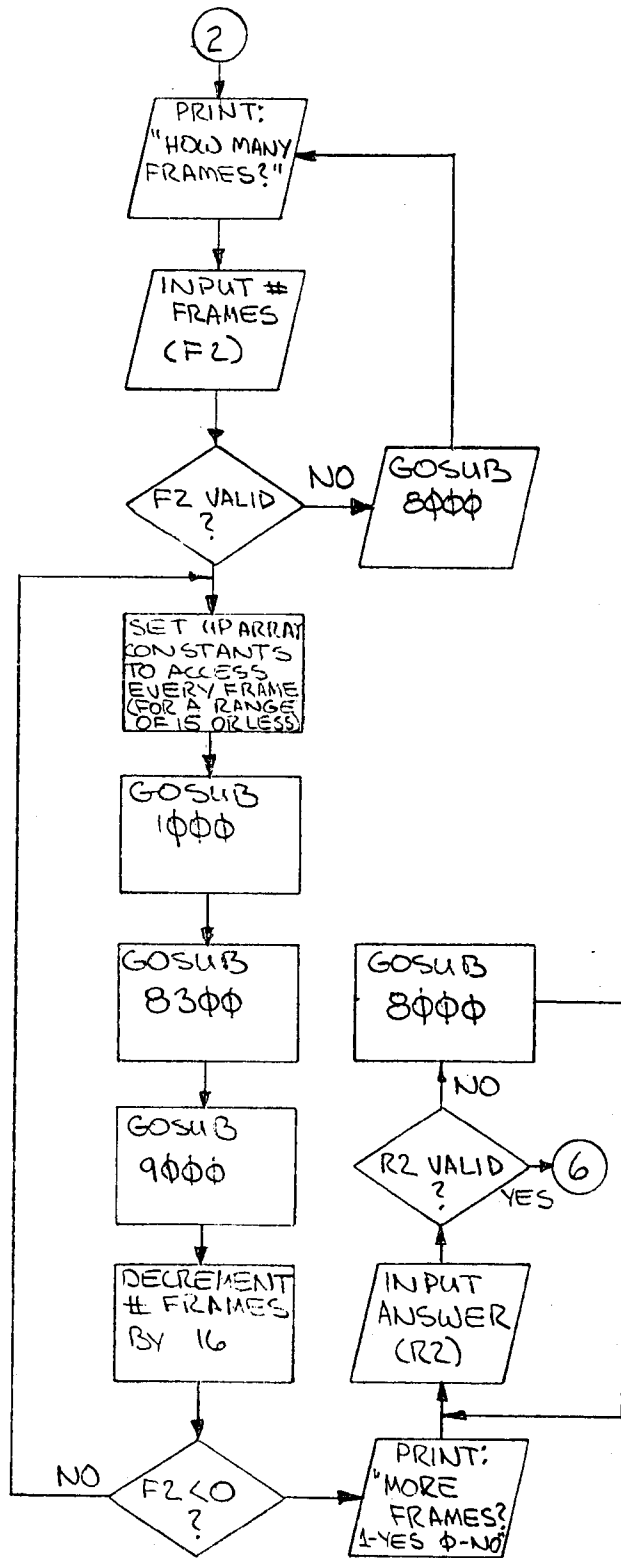 2
PRINT:
"HOW MANY
FRAMES?"
INPUT #
FRAMES
(F2)
F2 VALID
?
NO
GOSUB
8ϕϕϕ
SET UP ARRAY
CONSTANTS
TO ACCESS
EVERY FRAME
(FOR A RANGE
OF 15 OR LESS)
GOSUB
1ϕϕϕ
GOSUB
83ϕϕ
GOSUB
9ϕϕϕ
DECREMENT
# FRAMES
BY 16
F2<0
?
NO
PRINT:
"MORE
FRAMES?
1-YES ϕ-NO"
INPUT
ANSWER
(R2)
R2 VALID
?
YES
6
NO
GOSUB
8ϕϕϕ